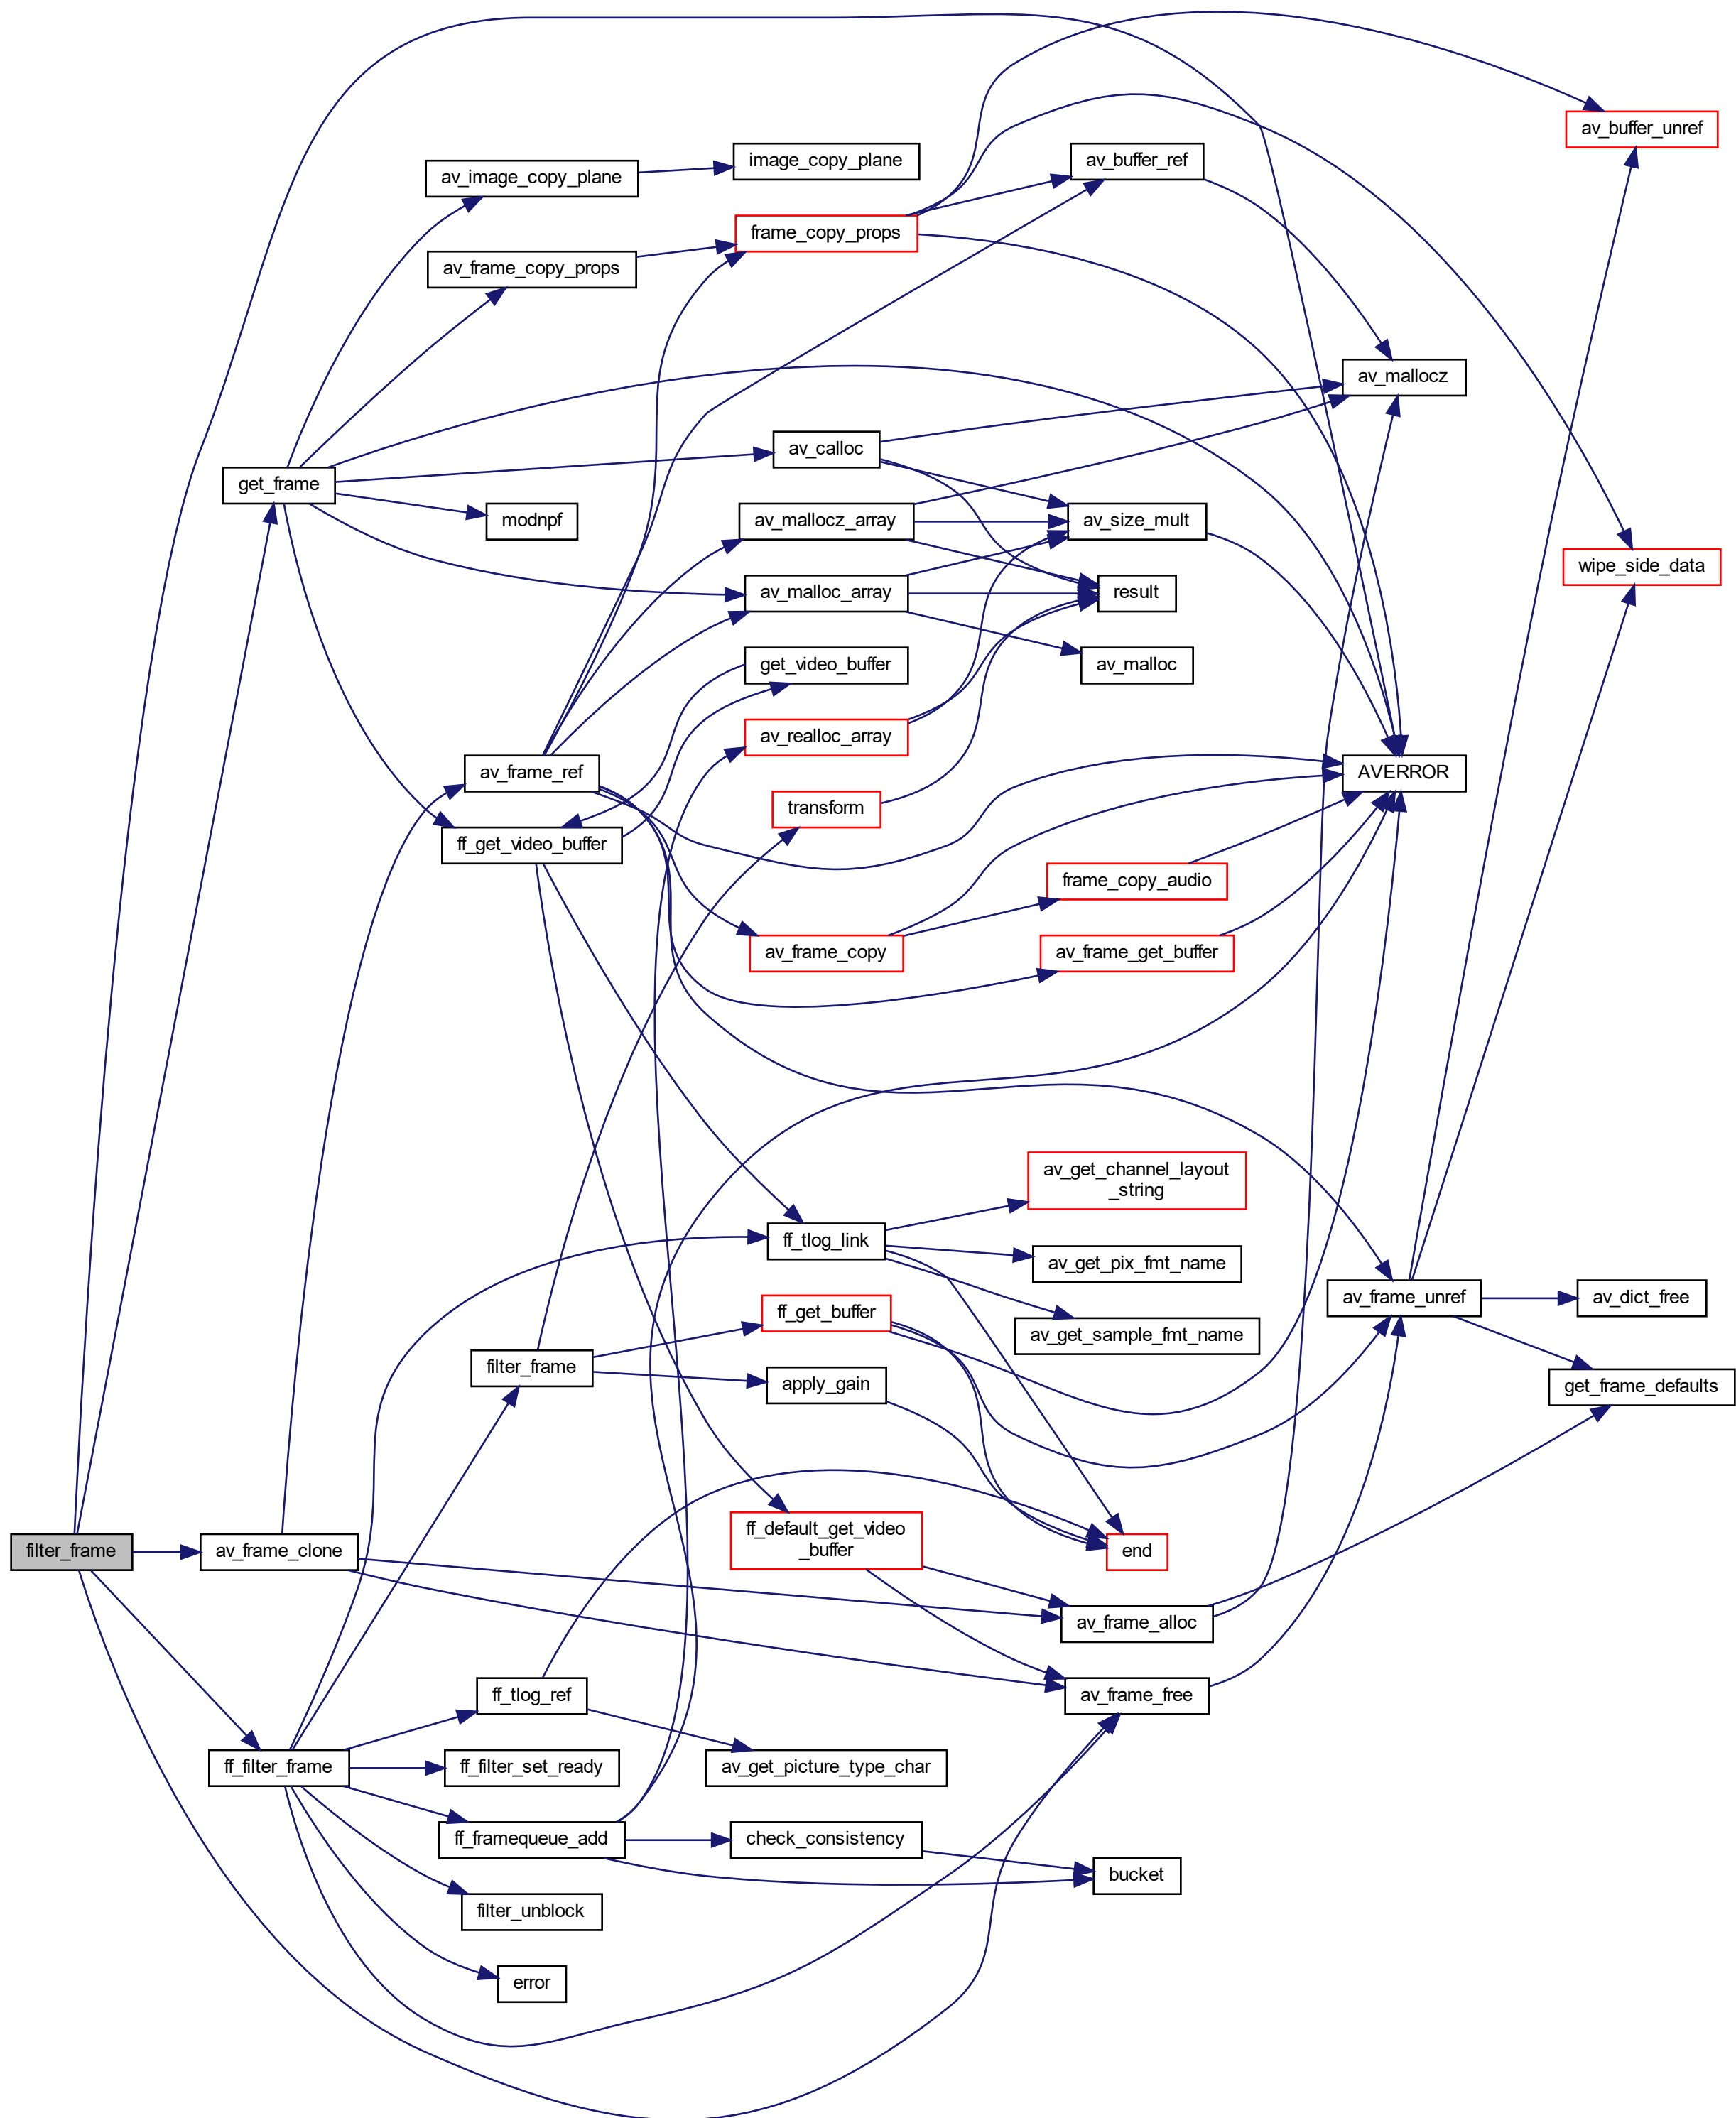 av_buffer_unref
av_buffer_ref
image_copy_plane
av_image_copy_plane
frame_copy_props
av_frame_copy_props
av_mallocz
av_calloc
get_frame
modnpf
av_mallocz_array
av_size_mult
wipe_side_data
av_malloc_array
result
get_video_buffer
av_malloc
av_realloc_array
av_frame_ref
AVERROR
transform
ff_get_video_buffer
frame_copy_audio
av_frame_copy
av_frame_get_buffer
av_get_channel_layout
_string
ff_tlog_link
av_get_pix_fmt_name
av_frame_unref
av_dict_free
ff_get_buffer
av_get_sample_fmt_name
filter_frame
apply_gain
get_frame_defaults
ff_default_get_video
_buffer
filter_frame
av_frame_clone
end
av_frame_alloc
ff_tlog_ref
av_frame_free
ff_filter_frame
ff_filter_set_ready
av_get_picture_type_char
ff_framequeue_add
check_consistency
bucket
filter_unblock
error